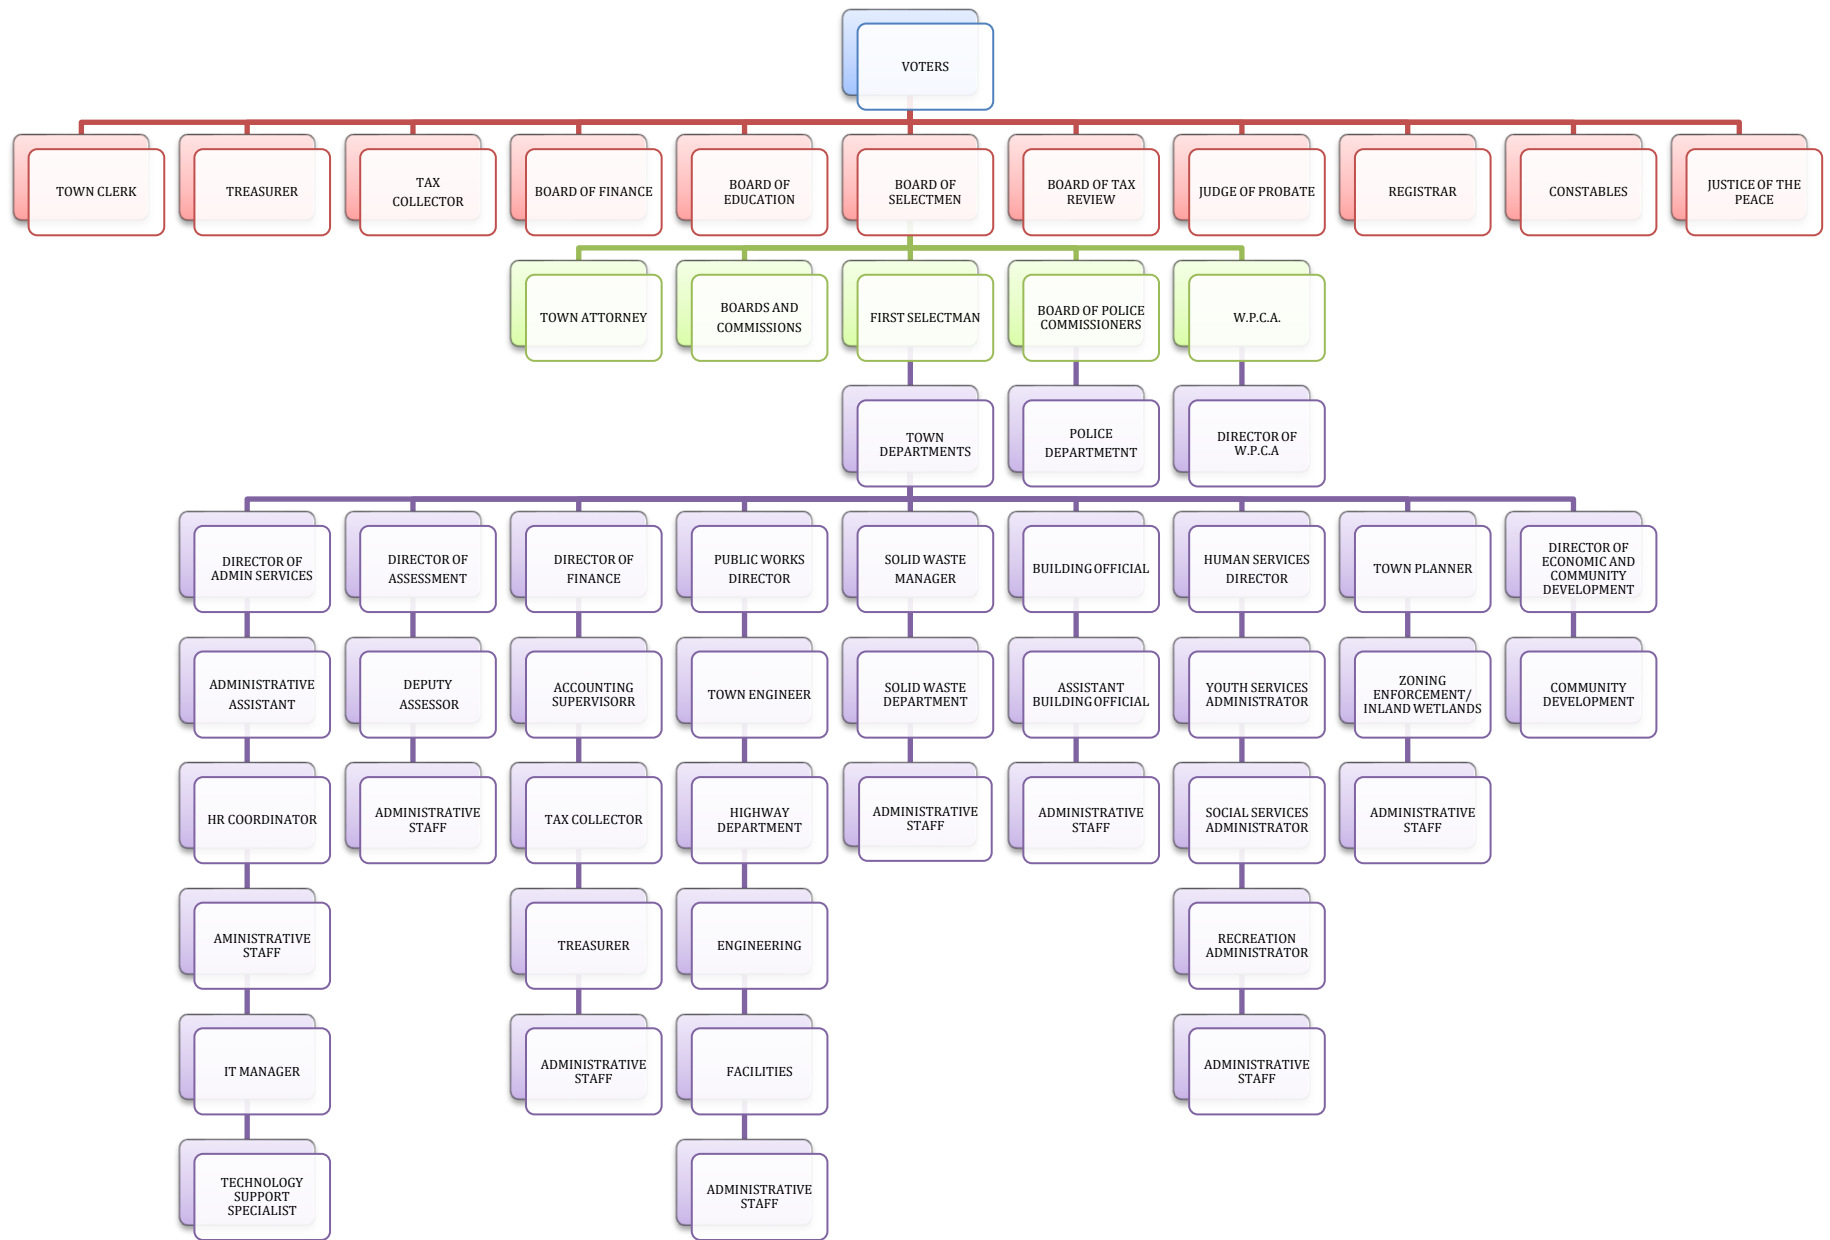 VOTERS
TOWN CLERK
TREASURER
TAX
COLLECTOR
BOARD OF FINANCE
BOARD OF
EDUCATION
BOARD OF
SELECTMEN
BOARD OF TAX
REVIEW
JUDGE OF PROBATE
REGISTRAR
CONSTABLES
JUSTICE OF THE
PEACE
TOWN ATTORNEY
BOARDS AND
COMMISSIONS
FIRST SELECTMAN
BOARD OF POLICE
COMMISSIONERS
W.P.C.A.
TOWN
DEPARTMENTS
POLICE
DEPARTMETNT
DIRECTOR OF
W.P.C.A
DIRECTOR OF
ADMIN SERVICES
DIRECTOR OF
ASSESSMENT
DIRECTOR OF
FINANCE
PUBLIC WORKS
DIRECTOR
SOLID WASTE
MANAGER
BUILDING OFFICIAL
HUMAN SERVICES
DIRECTOR
TOWN PLANNER
DIRECTOR OF
ECONOMIC AND
COMMUNITY
DEVELOPMENT
ADMINISTRATIVE
ASSISTANT
DEPUTY
ASSESSOR
ACCOUNTING
SUPERVISORR
TOWN ENGINEER
SOLID WASTE
DEPARTMENT
ASSISTANT
BUILDING OFFICIAL
YOUTH SERVICES
ADMINISTRATOR
ZONING
ENFORCEMENT/
INLAND WETLANDS
COMMUNITY
DEVELOPMENT
HR COORDINATOR
ADMINISTRATIVE
STAFF
TAX COLLECTOR
HIGHWAY
DEPARTMENT
ADMINISTRATIVE
STAFF
ADMINISTRATIVE
STAFF
SOCIAL SERVICES
ADMINISTRATOR
ADMINISTRATIVE
STAFF
AMINISTRATIVE
STAFF
TREASURER
ENGINEERING
RECREATION
ADMINISTRATOR
IT MANAGER
ADMINISTRATIVE
STAFF
FACILITIES
ADMINISTRATIVE
STAFF
TECHNOLOGY
SUPPORT
SPECIALIST
ADMINISTRATIVE
STAFF